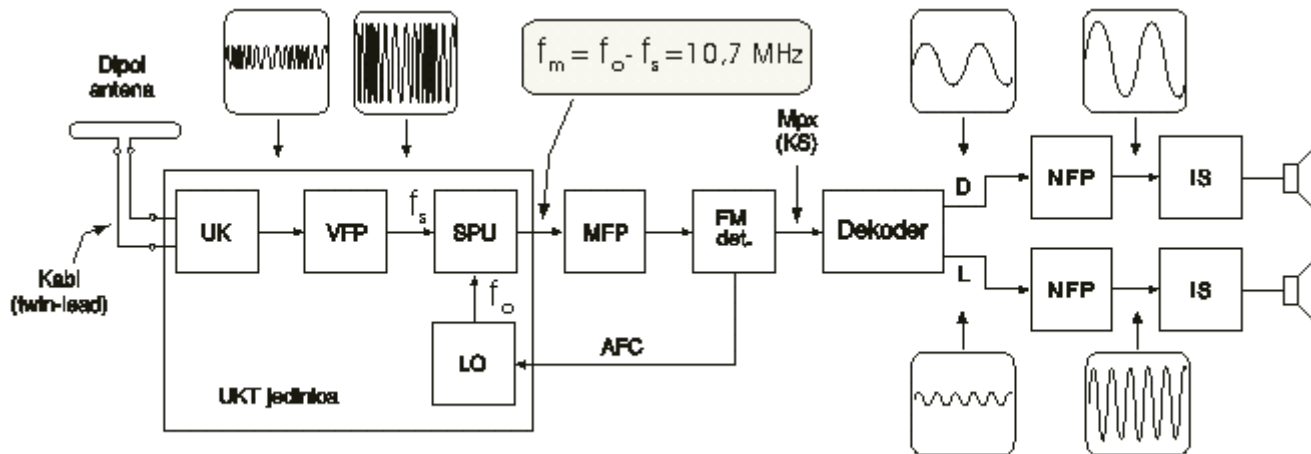 Dipol
antena
f_m = f_o - f_s = 10,7 MHz
Mpx
(KS)
Kabl
(twin-lead)
UK
VFP
f_s
SPU
MFP
FM
det.
Dekoder
D
NFP
IS
L
NFP
IS
f_o
LO
AFC
UKT jedinica